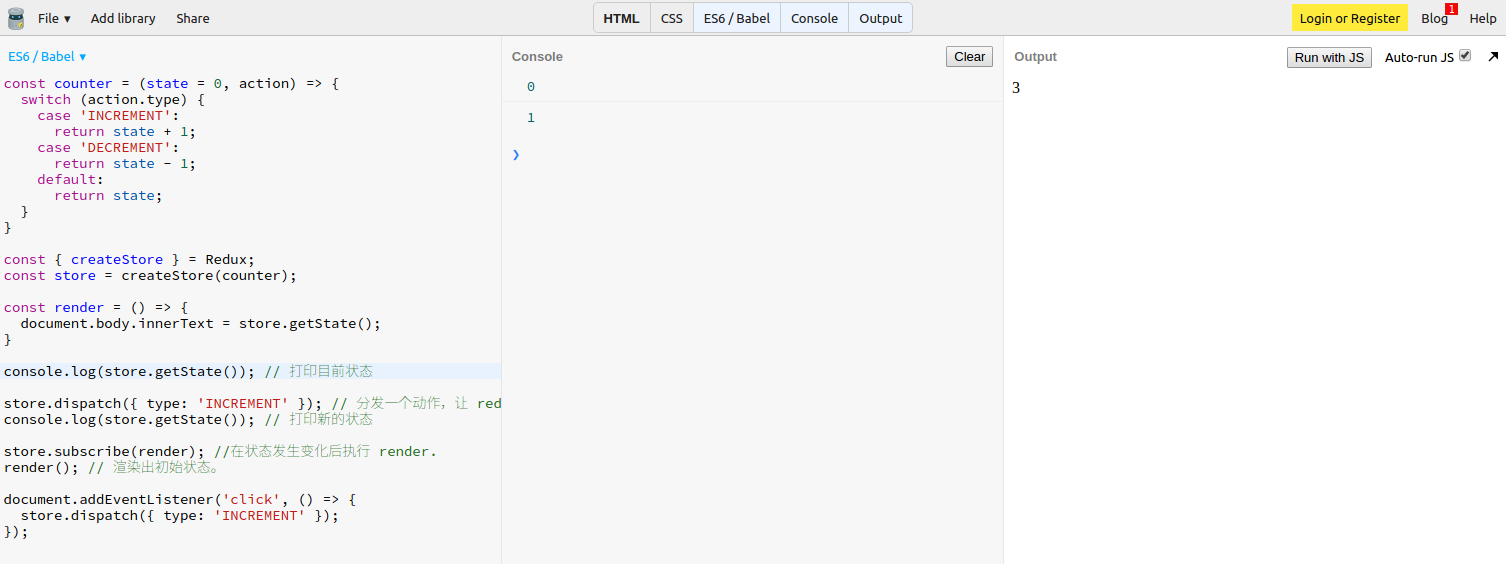 File ▾ Add library Share HTML CSS ES6 / Babel Console Output Login or Register Blog 1 Help
ES6 / Babel ▾
const counter = (state = 0, action) => {
  switch (action.type) {
    case 'INCREMENT':
      return state + 1;
    case 'DECREMENT':
      return state - 1;
    default:
      return state;
  }
}
const { createStore } = Redux;
const store = createStore(counter);
const render = () => {
  document.body.innerText = store.getState();
}
console.log(store.getState()); // 打印目前状态
store.dispatch({ type: 'INCREMENT' }); // 分发一个动作，让 red
console.log(store.getState()); // 打印新的状态
store.subscribe(render); //在状态发生变化后执行 render.
render(); // 渲染出初始状态。
document.addEventListener('click', () => {
  store.dispatch({ type: 'INCREMENT' });
});
Console Clear
0
1
❯
Output Run with JS Auto-run JS
3